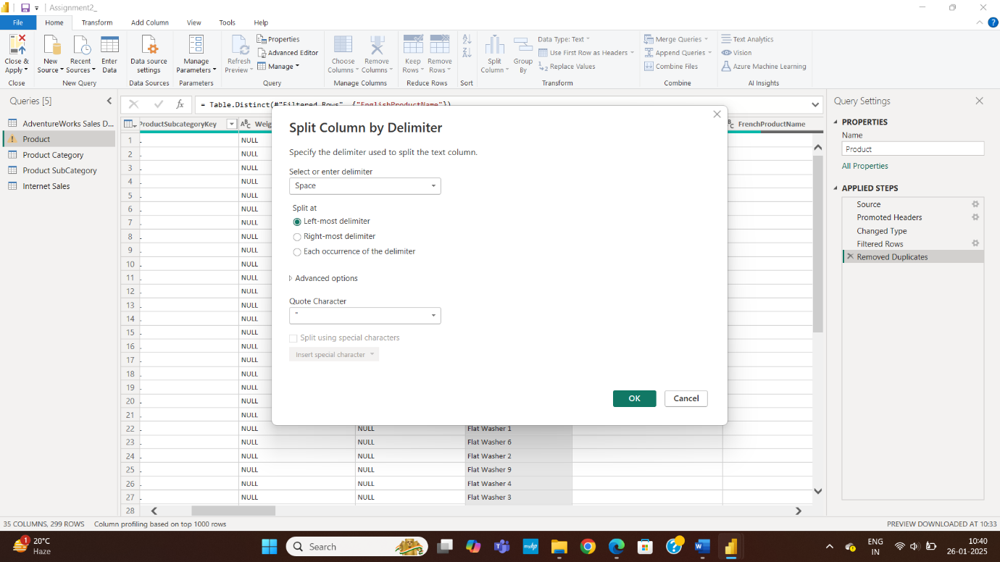 Assignment2_
File Home Transform Add Column View Tools Help
Close & Apply
New Source
Recent Sources
Enter Data
Data source settings
Manage Parameters
Refresh Preview
Properties
Advanced Editor
Manage
Choose Columns
Remove Columns
Keep Rows
Remove Rows
Split Column
Group By
Data Type: Text
Use First Row as Headers
Replace Values
Merge Queries
Append Queries
Combine Files
Text Analytics
Vision
Azure Machine Learning
Close New Query Data Sources Parameters Query Manage Columns Reduce Rows Sort Transform Combine AI Insights
Queries [5]
AdventureWorks Sales D...
Product
Product Category
Product SubCategory
Internet Sales
fx
= Table.Distinct(#"Filtered Rows", {"EnglishProductName"})
ProductSubcategoryKey
FrenchProductName
1 NULL
2 NULL
3 NULL
4 NULL
5 NULL
6 NULL
7 NULL
8 NULL
9 NULL
10 NULL
11 NULL
12 NULL
13 NULL
14 NULL
15 NULL
16 NULL
17 NULL
18 NULL
19 NULL
20 NULL
21 NULL
22 NULL NULL Flat Washer 1
23 NULL NULL Flat Washer 6
24 NULL NULL Flat Washer 2
25 NULL NULL Flat Washer 9
26 NULL NULL Flat Washer 4
27 NULL NULL Flat Washer 3
28
Split Column by Delimiter
Specify the delimiter used to split the text column.
Select or enter delimiter
Space
Split at
Left-most delimiter
Right-most delimiter
Each occurrence of the delimiter
Advanced options
Quote Character
"
Split using special characters
Insert special character
OK Cancel
Query Settings
PROPERTIES
Name
Product
All Properties
APPLIED STEPS
Source
Promoted Headers
Changed Type
Filtered Rows
Removed Duplicates
35 COLUMNS, 299 ROWS Column profiling based on top 1000 rows
PREVIEW DOWNLOADED AT 10:33
1
20°C
Haze
Search
ENG
IN
10:40
26-01-2025